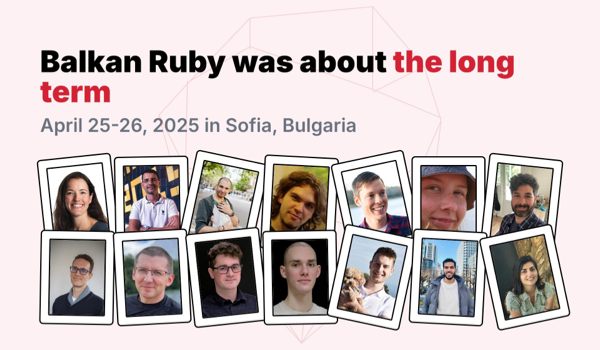 Balkan Ruby was about the long
term
April 25-26, 2025 in Sofia, Bulgaria